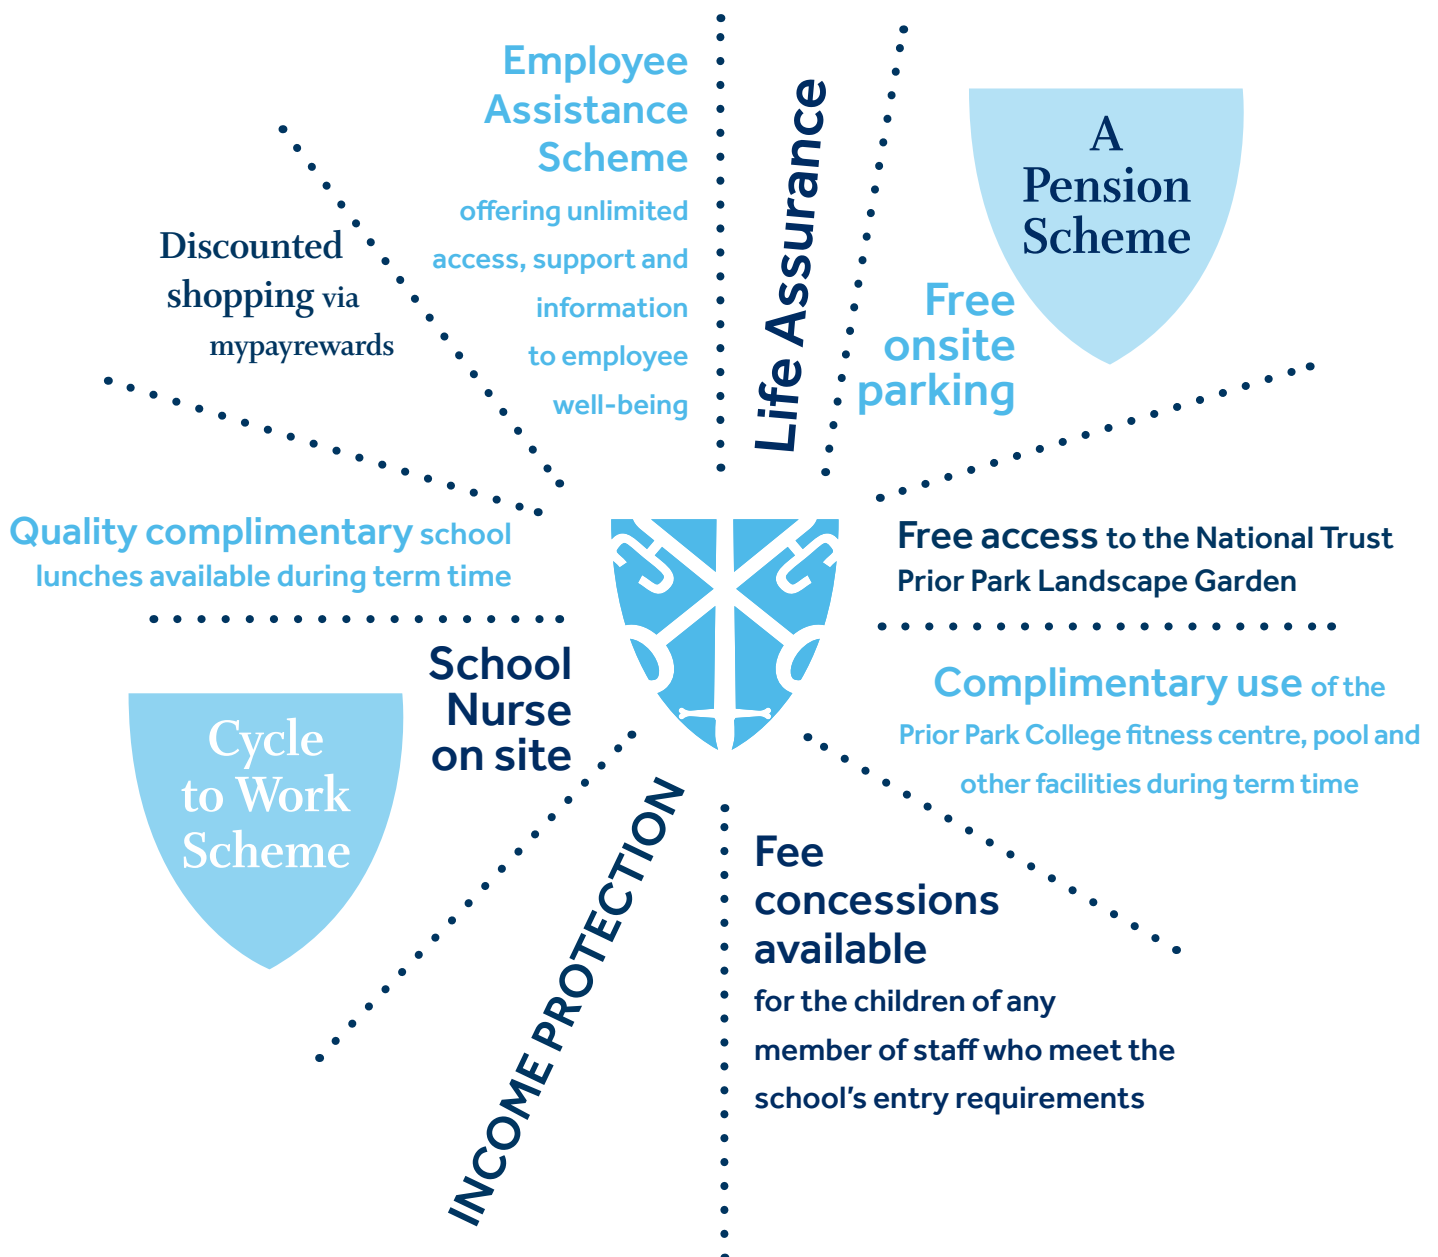 Employee
Assistance
Scheme
offering unlimited
access, support and
information
to employee
well-being
Life Assurance
A
Pension
Scheme
Free
onsite
parking
Discounted
shopping via
mypayrewards
Quality complimentary school
lunches available during term time
Free access to the National Trust
Prior Park Landscape Garden
School
Nurse
on site
Cycle
to Work
Scheme
Complimentary use of the
Prior Park College fitness centre, pool and
other facilities during term time
INCOME PROTECTION
Fee
concessions
available
for the children of any
member of staff who meet the
school’s entry requirements